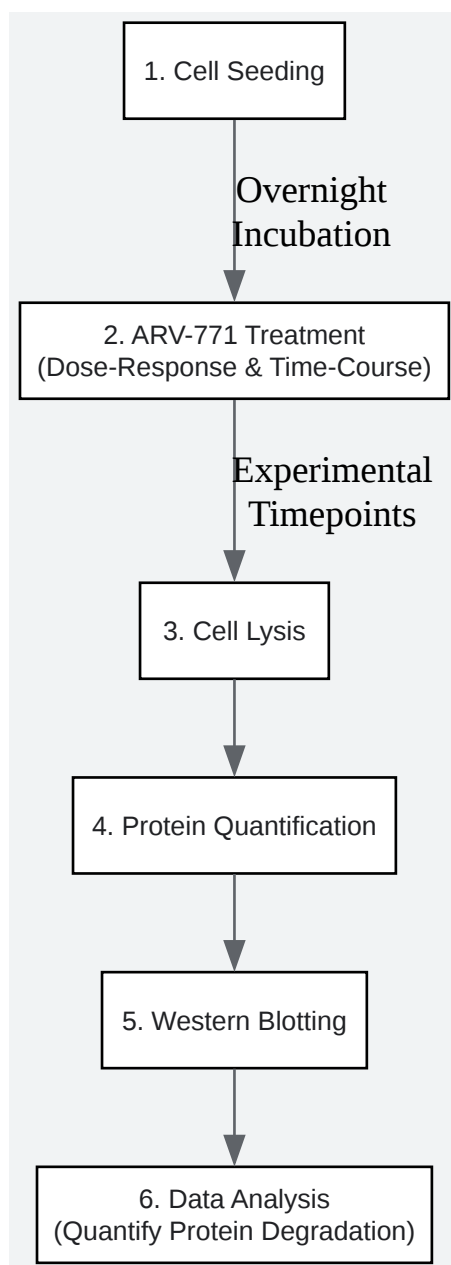 1. Cell Seeding
Overnight
Incubation
2. ARV-771 Treatment
(Dose-Response & Time-Course)
Experimental
Timepoints
3. Cell Lysis
4. Protein Quantification
5. Western Blotting
6. Data Analysis
(Quantify Protein Degradation)